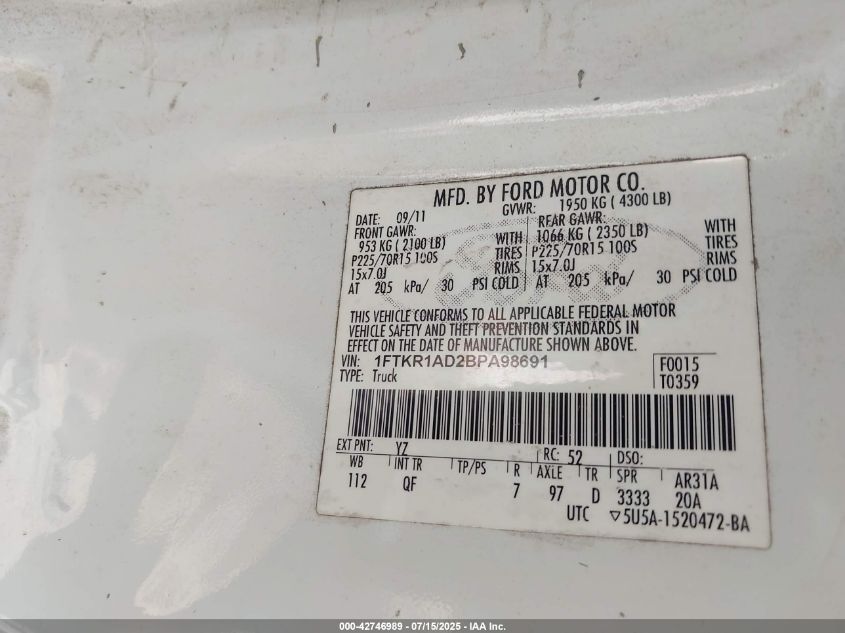 MFD. BY FORD MOTOR CO.
DATE: 09/11 GVWR: 1950 KG ( 4300 LB)
FRONT GAWR: REAR GAWR:
953 KG ( 2100 LB) WITH 1066 KG ( 2350 LB) WITH
P225/70R15 100S TIRES P225/70R15 100S TIRES
15x7.0J RIMS 15x7.0J RIMS
AT 205 kPa/ 30 PSI COLD AT 205 kPa/ 30 PSI COLD
THIS VEHICLE CONFORMS TO ALL APPLICABLE FEDERAL MOTOR
VEHICLE SAFETY AND THEFT PREVENTION STANDARDS IN
EFFECT ON THE DATE OF MANUFACTURE SHOWN ABOVE.
VIN: 1FTKR1AD2BPA98691 F0015
TYPE: Truck T0359
EXT PNT: YZ RC: 52 DSO:
WB INT TR TP/PS R AXLE TR SPR AR31A
112 QF 7 97 D 3333 20A
UTC ▽5U5A-1520472-BA
000-42746989 - 07/15/2025 - IAA Inc.